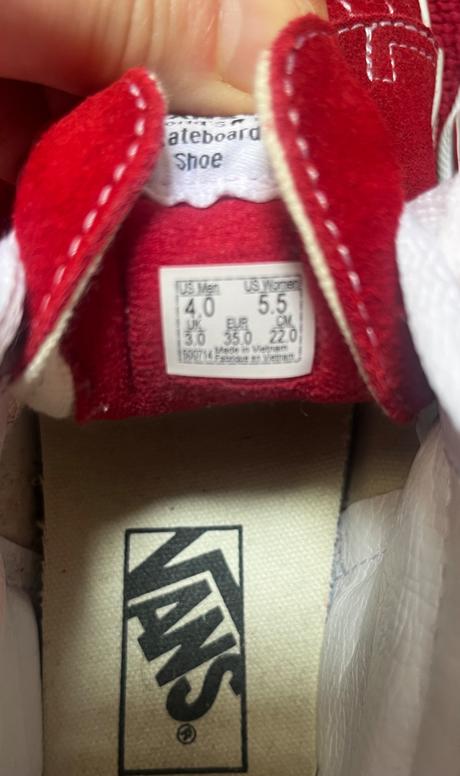 ateboard
Shoe
US Men US Women
4.0 5.5
UK EUR CM
3.0 35.0 22.0
500714 Made in Vietnam
Fabriqué en Vietnam
VANS®